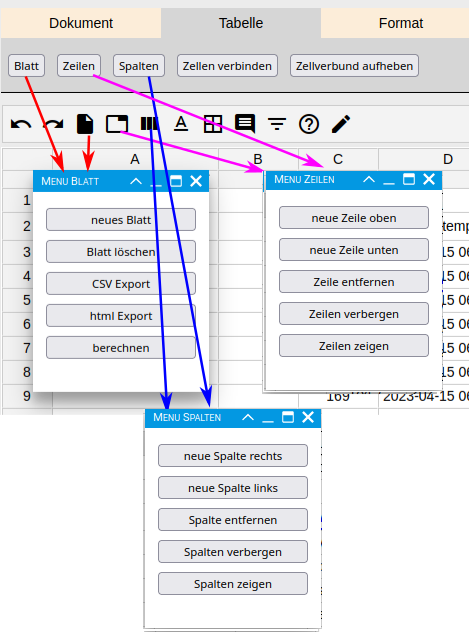 Dokument Tabelle Format
Blatt Zeilen Spalten Zellen verbinden Zellverbund aufheben
A B C D
MENU BLATT
MENU ZEILEN
1
2
3
4
5
6
7
8
9
neues Blatt
Blatt löschen
CSV Export
html Export
berechnen
neue Zeile oben
neue Zeile unten
Zeile entfernen
Zeilen verbergen
Zeilen zeigen
temp
15 06
15 06
15 06
15 06
15 06
15 06
2023-04-15 06
MENU SPALTEN
neue Spalte rechts
neue Spalte links
Spalte entfernen
Spalten verbergen
Spalten zeigen